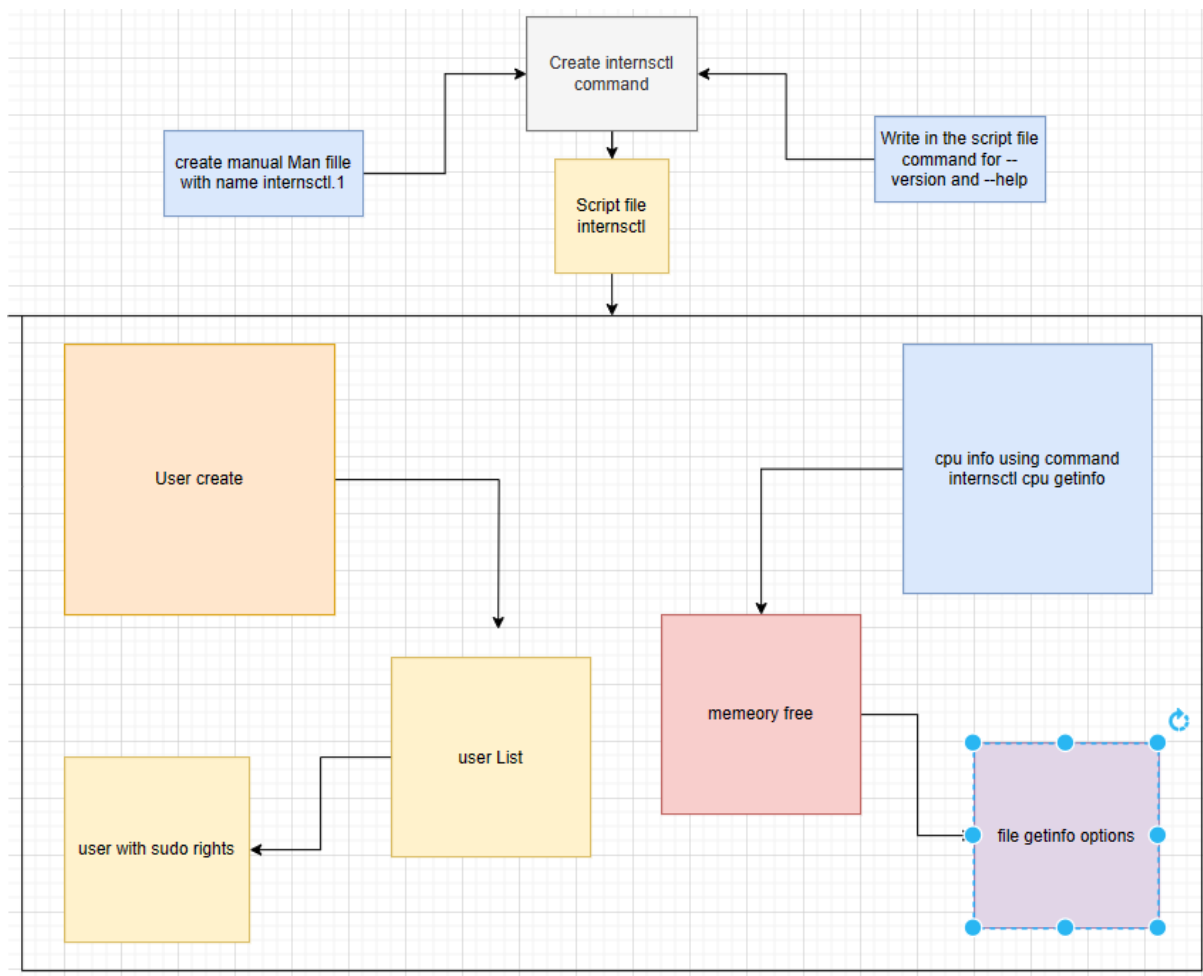 Create internsctl
command
create manual Man fille
with name internsctl.1
Write in the script file
command for --
version and --help
Script file
internsctl
User create
cpu info using command
internsctl cpu getinfo
memeory free
user List
file getinfo options
user with sudo rights